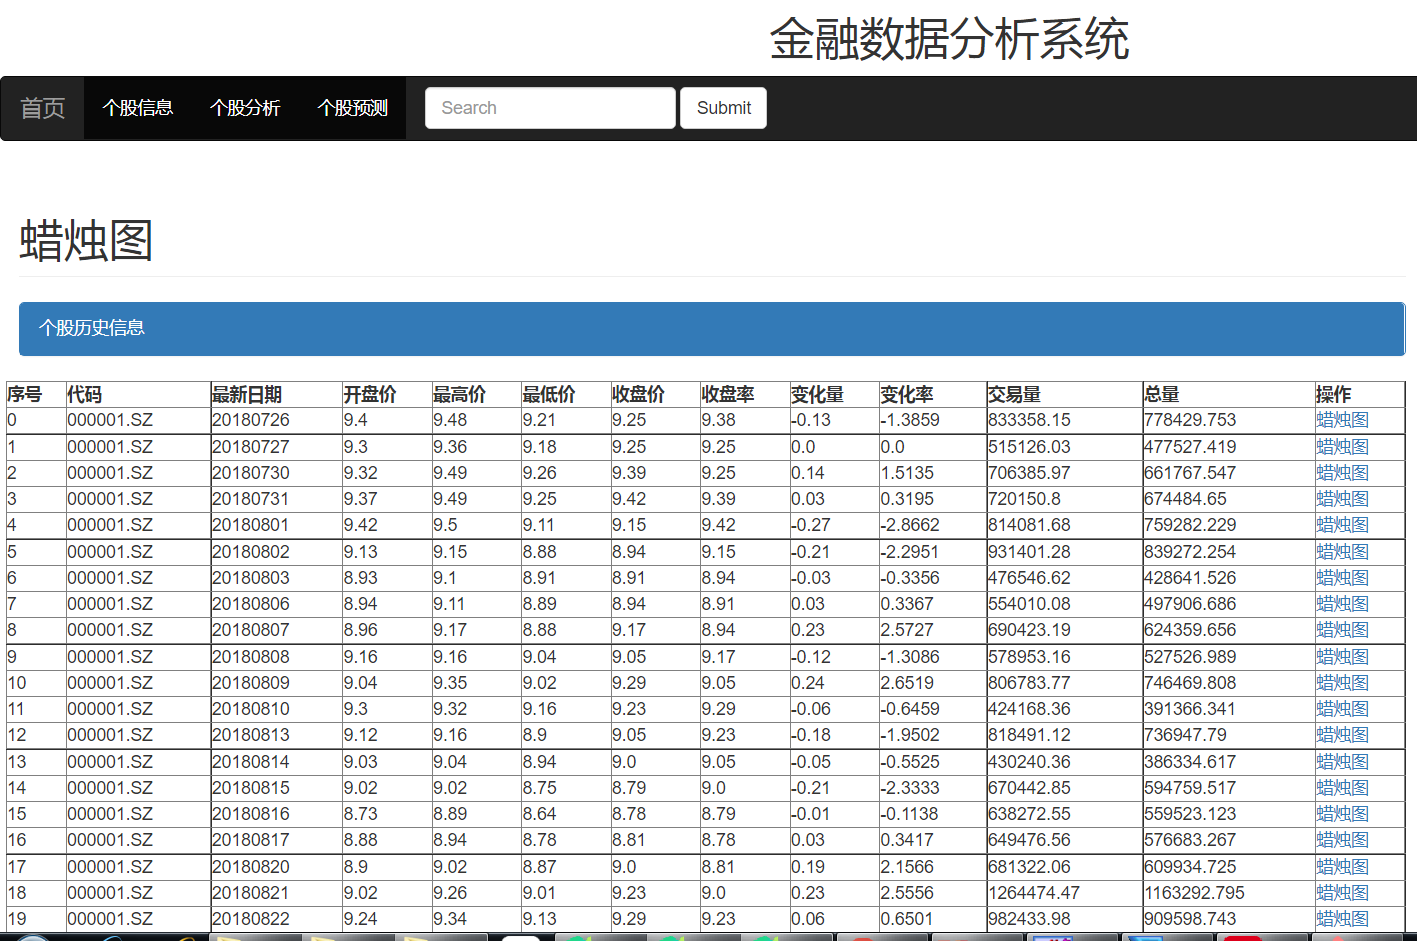 金融数据分析系统
首页 个股信息 个股分析 个股预测 Search Submit
蜡烛图
个股历史信息
序号 代码 最新日期 开盘价 最高价 最低价 收盘价 收盘率 变化量 变化率 交易量 总量 操作
0 000001.SZ 20180726 9.4 9.48 9.21 9.25 9.38 -0.13 -1.3859 833358.15 778429.753 蜡烛图
1 000001.SZ 20180727 9.3 9.36 9.18 9.25 9.25 0.0 0.0 515126.03 477527.419 蜡烛图
2 000001.SZ 20180730 9.32 9.49 9.26 9.39 9.25 0.14 1.5135 706385.97 661767.547 蜡烛图
3 000001.SZ 20180731 9.37 9.49 9.25 9.42 9.39 0.03 0.3195 720150.8 674484.65 蜡烛图
4 000001.SZ 20180801 9.42 9.5 9.11 9.15 9.42 -0.27 -2.8662 814081.68 759282.229 蜡烛图
5 000001.SZ 20180802 9.13 9.15 8.88 8.94 9.15 -0.21 -2.2951 931401.28 839272.254 蜡烛图
6 000001.SZ 20180803 8.93 9.1 8.91 8.91 8.94 -0.03 -0.3356 476546.62 428641.526 蜡烛图
7 000001.SZ 20180806 8.94 9.11 8.89 8.94 8.91 0.03 0.3367 554010.08 497906.686 蜡烛图
8 000001.SZ 20180807 8.96 9.17 8.88 9.17 8.94 0.23 2.5727 690423.19 624359.656 蜡烛图
9 000001.SZ 20180808 9.16 9.16 9.04 9.05 9.17 -0.12 -1.3086 578953.16 527526.989 蜡烛图
10 000001.SZ 20180809 9.04 9.35 9.02 9.29 9.05 0.24 2.6519 806783.77 746469.808 蜡烛图
11 000001.SZ 20180810 9.3 9.32 9.16 9.23 9.29 -0.06 -0.6459 424168.36 391366.341 蜡烛图
12 000001.SZ 20180813 9.12 9.16 8.9 9.05 9.23 -0.18 -1.9502 818491.12 736947.79 蜡烛图
13 000001.SZ 20180814 9.03 9.04 8.94 9.0 9.05 -0.05 -0.5525 430240.36 386334.617 蜡烛图
14 000001.SZ 20180815 9.02 9.02 8.75 8.79 9.0 -0.21 -2.3333 670442.85 594759.517 蜡烛图
15 000001.SZ 20180816 8.73 8.89 8.64 8.78 8.79 -0.01 -0.1138 638272.55 559523.123 蜡烛图
16 000001.SZ 20180817 8.88 8.94 8.78 8.81 8.78 0.03 0.3417 649476.56 576683.267 蜡烛图
17 000001.SZ 20180820 8.9 9.02 8.87 9.0 8.81 0.19 2.1566 681322.06 609934.725 蜡烛图
18 000001.SZ 20180821 9.02 9.26 9.01 9.23 9.0 0.23 2.5556 1264474.47 1163292.795 蜡烛图
19 000001.SZ 20180822 9.24 9.34 9.13 9.29 9.23 0.06 0.6501 982433.98 909598.743 蜡烛图